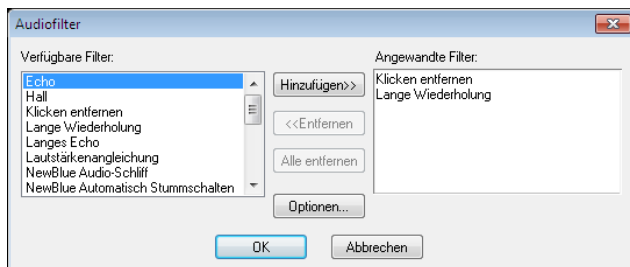 Audiofilter
Verfügbare Filter:
Echo
Hall
Klicken entfernen
Lange Wiederholung
Langes Echo
Lautstärkenangleichung
NewBlue Audio-Schliff
NewBlue Automatisch Stummschalten
Hinzufügen>>
<<Entfernen
Alle entfernen
Optionen...
Angewandte Filter:
Klicken entfernen
Lange Wiederholung
OK
Abbrechen